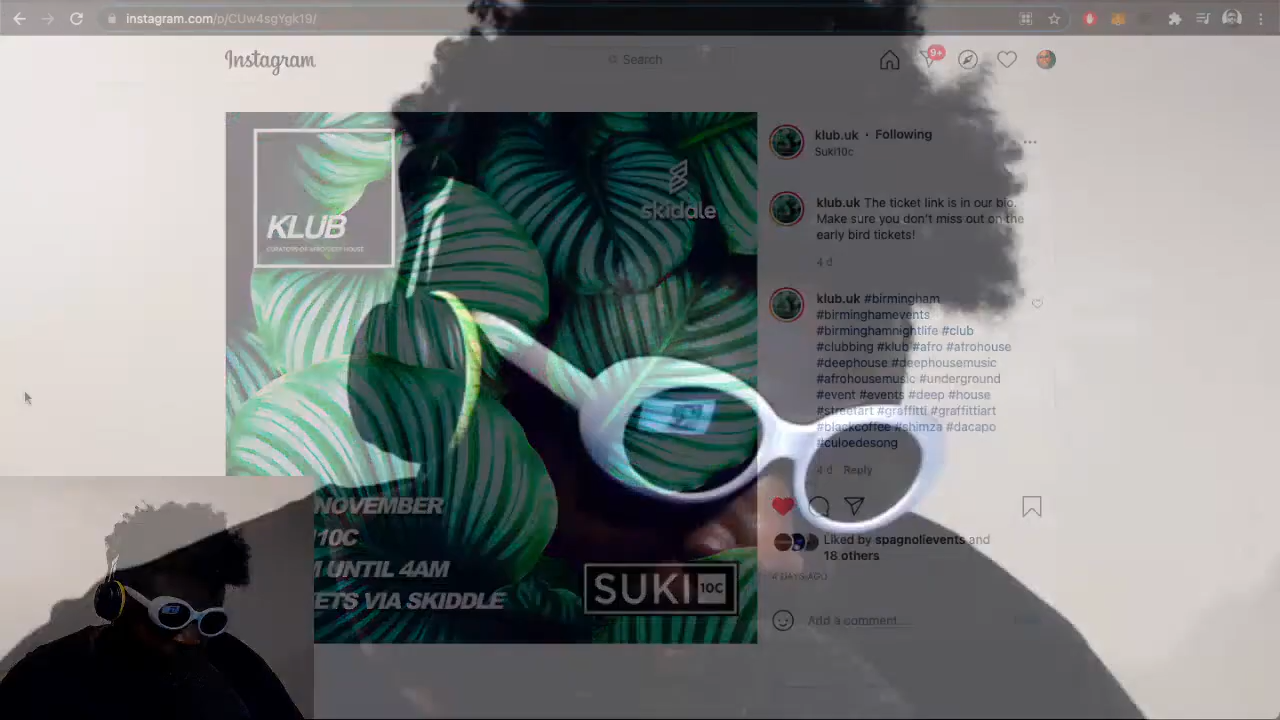 instagram.com/p/CUw4sgYgk19/
Instagram
Search
9+
KLUB
skiddle
NOVEMBER
10C
UNTIL 4AM
ETS VIA SKIDDLE
SUKI 10C
klub.uk • Following
Suki10c
klub.uk The ticket link is in our bio.
Make sure you don't miss out on the
early bird tickets!
4 d
klub.uk #birmingham
#birminghamevents
#birminghamnightlife #club
#clubbing #klub #afro #afrohouse
#deephouse #deephousemusic
#afrohousemusic #underground
#event #events #deep #house
#streetart #graffiti #graffitiart
#blackcoffee #shimza #dacapo
#culoedesong
4 d Reply
Liked by spagnolievents and
18 others
4 DAYS AGO
Add a comment...